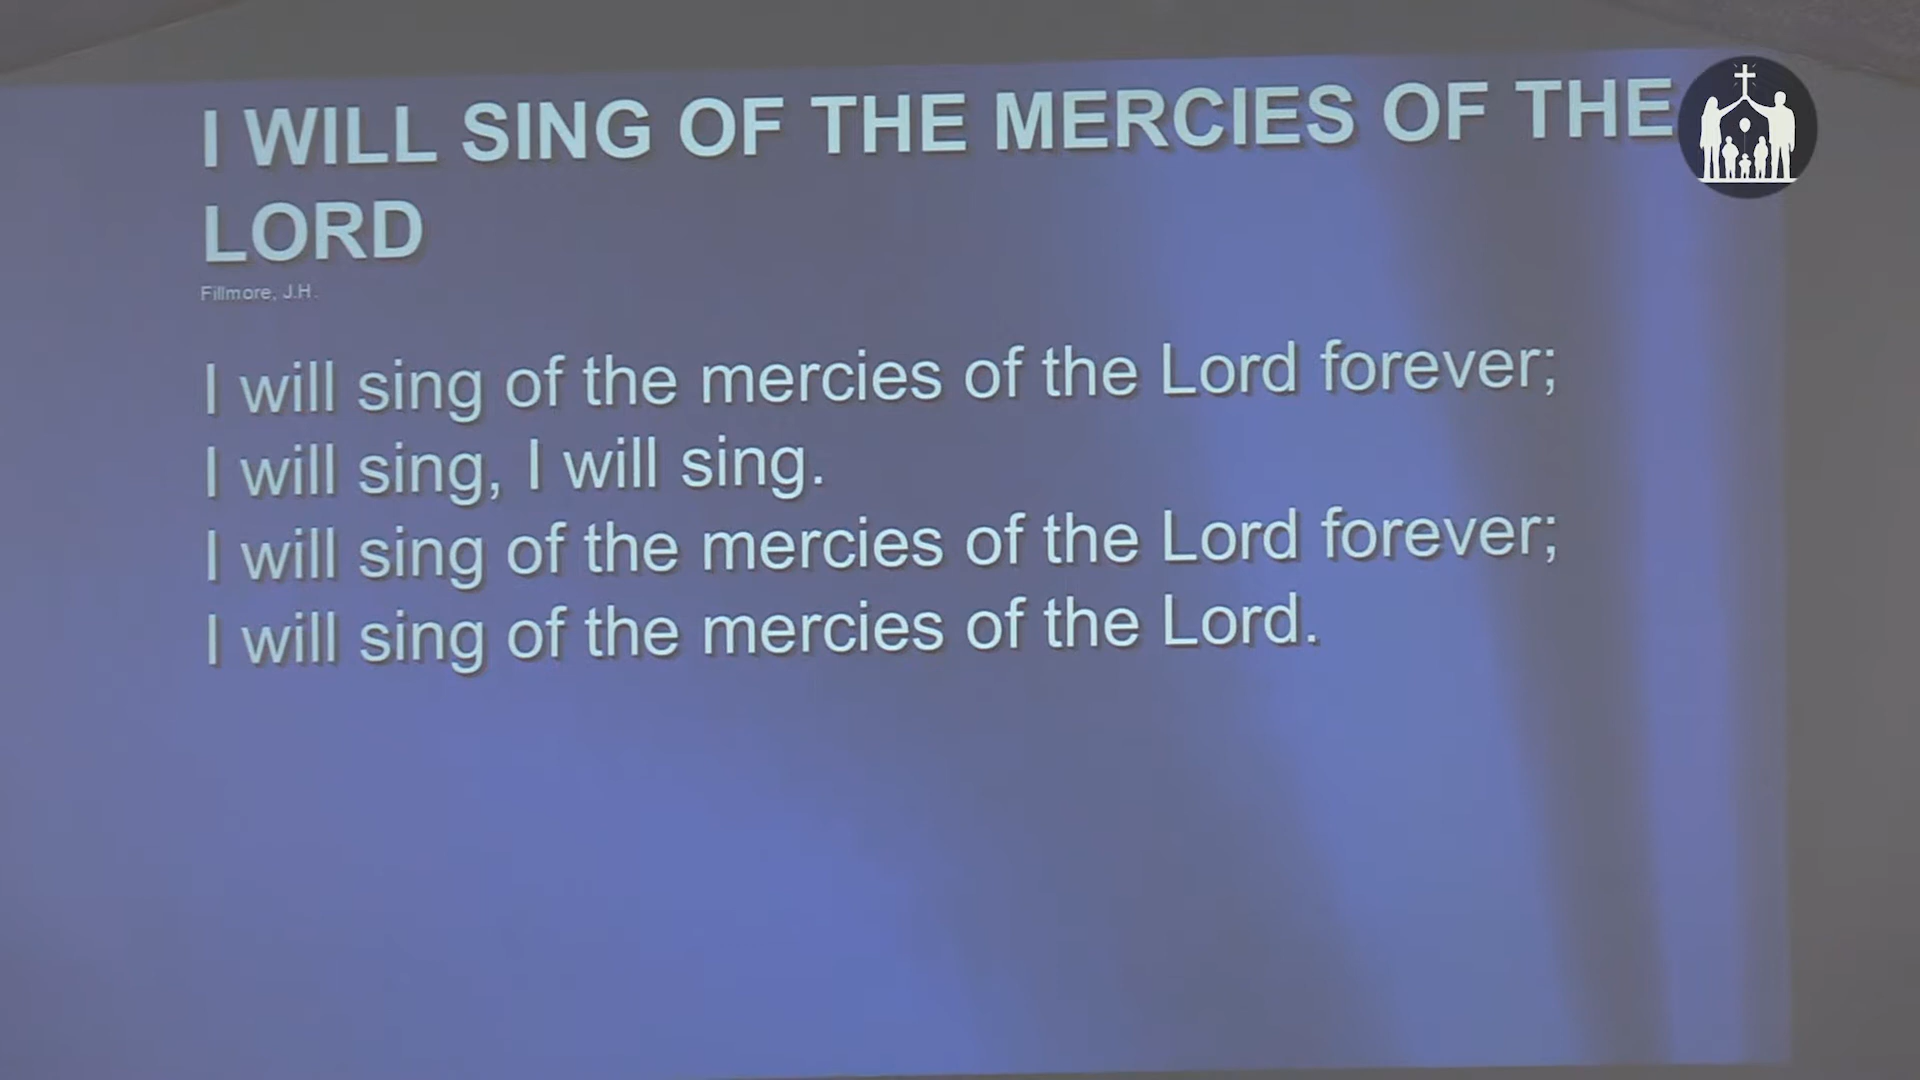 I WILL SING OF THE MERCIES OF THE
LORD
Fillmore, J.H.
I will sing of the mercies of the Lord forever;
I will sing, I will sing.
I will sing of the mercies of the Lord forever;
I will sing of the mercies of the Lord.